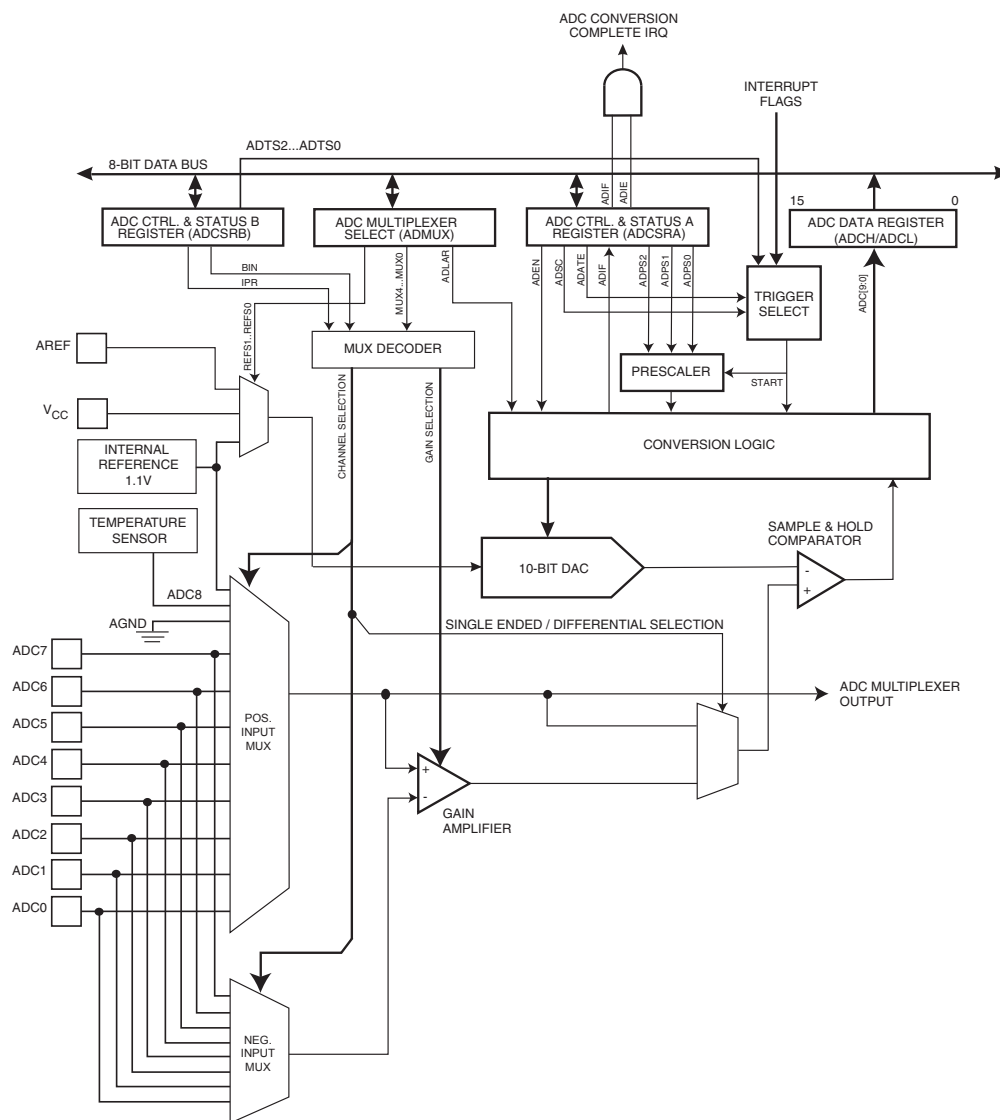 ADC CONVERSION
COMPLETE IRQ
INTERRUPT
FLAGS
ADTS2...ADTS0
8-BIT DATA BUS
ADIF
ADIE
15
0
ADC CTRL. & STATUS B
REGISTER (ADCSRB)
ADC MULTIPLEXER
SELECT (ADMUX)
ADC CTRL. & STATUS A
REGISTER (ADCSRA)
ADC DATA REGISTER
(ADCH/ADCL)
BIN
IPR
REFS1..REFS0
MUX4...MUX0
ADLAR
ADEN
ADSC
ADATE
ADIF
ADPS2
ADPS1
ADPS0
ADC[9:0]
TRIGGER
SELECT
MUX DECODER
PRESCALER
START
AREF
VCC
CHANNEL SELECTION
GAIN SELECTION
CONVERSION LOGIC
INTERNAL
REFERENCE
1.1V
TEMPERATURE
SENSOR
SAMPLE & HOLD
COMPARATOR
10-BIT DAC
-
+
ADC8
AGND
SINGLE ENDED / DIFFERENTIAL SELECTION
ADC7
ADC6
ADC5
ADC4
ADC3
ADC2
ADC1
ADC0
POS.
INPUT
MUX
ADC MULTIPLEXER
OUTPUT
+
-
GAIN
AMPLIFIER
NEG.
INPUT
MUX